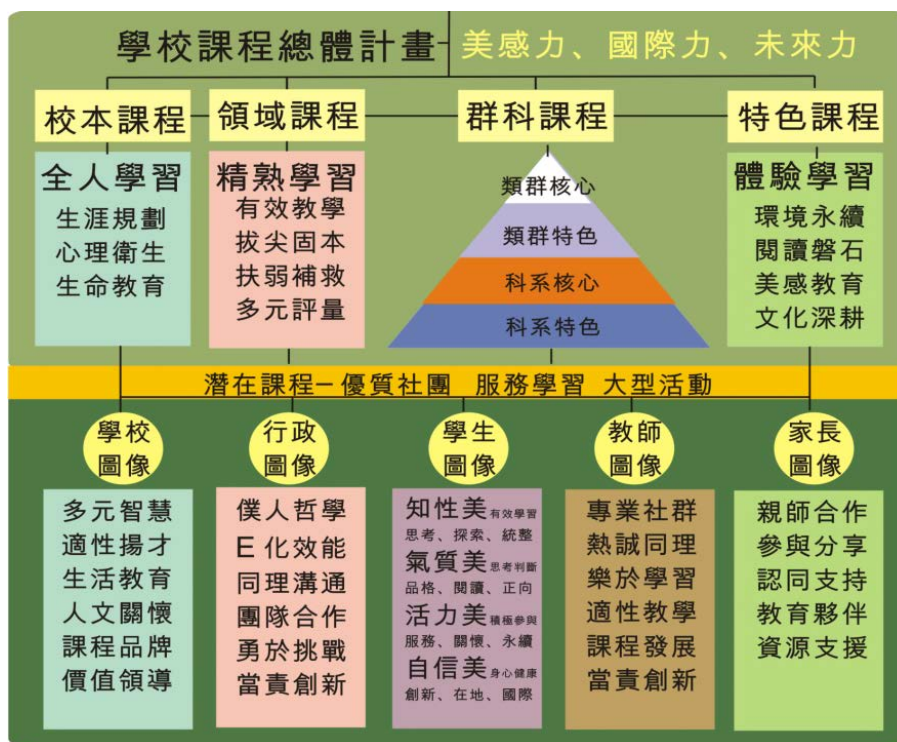 學校課程總體計畫
美感力、國際力、未來力
校本課程
全人學習
生涯規劃
心理衛生
生命教育
領域課程
精熟學習
有效教學
拔尖固本
扶弱補救
多元評量
群科課程
類群核心
類群特色
科系核心
科系特色
特色課程
體驗學習
環境永續
閱讀磐石
美感教育
文化深耕
潛在課程-優質社團 服務學習 大型活動
學校
圖像
多元智慧
適性揚才
生活教育
人文關懷
課程品牌
價值領導
行政
圖像
僕人哲學
E化效能
同理溝通
團隊合作
勇於挑戰
當責創新
學生
圖像
知性美有效學習
思考、探索、統整
氣質美思考判斷
品格、閱讀、正向
活力美積極參與
服務、關懷、永續
自信美身心健康
創新、在地、國際
教師
圖像
專業社群
熱誠同理
樂於學習
適性教學
課程發展
當責創新
家長
圖像
親師合作
參與分享
認同支持
教育夥伴
資源支援